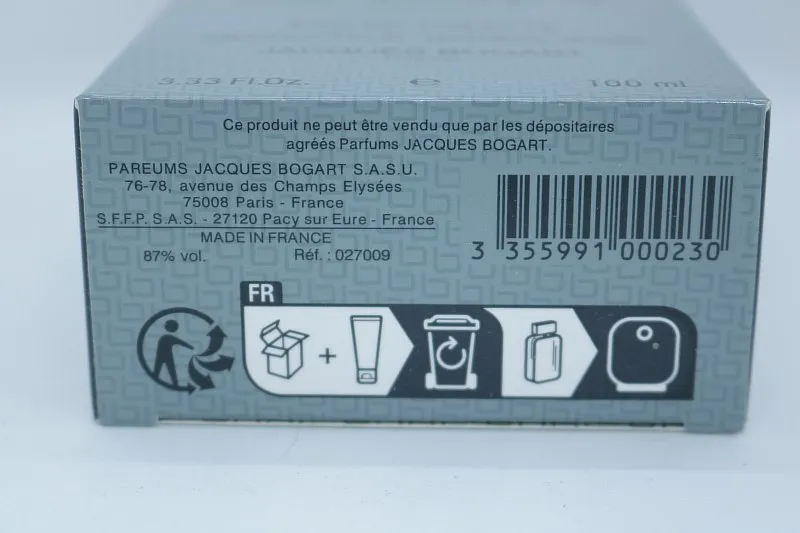 JACQUES BOGART
3.33 Fl.Oz. e 100 ml
Ce produit ne peut être vendu que par les dépositaires
agréés Parfums JACQUES BOGART.
PAREUMS JACQUES BOGART S.A.S.U.
76-78, avenue des Champs Elysées
75008 Paris - France
S.F.F.P. S.A.S. - 27120 Pacy sur Eure - France
MADE IN FRANCE
87% vol. Réf. : 027009
3 355991 000230
FR